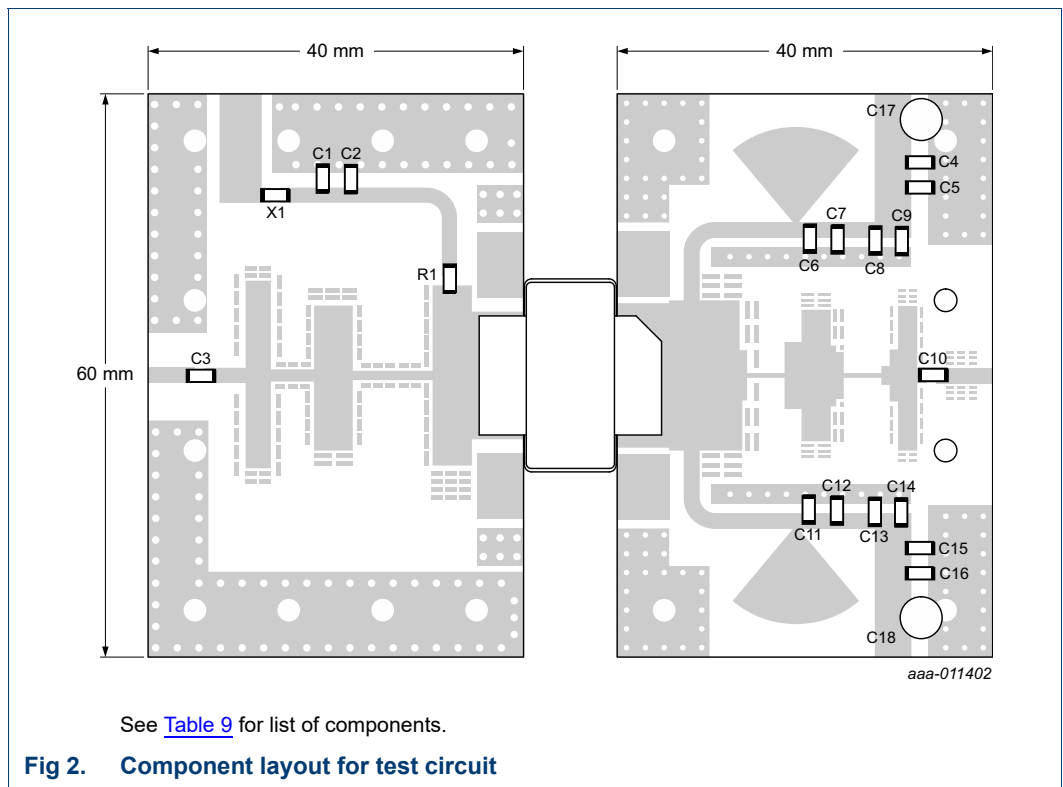 40 mm
40 mm
60 mm
C1
C2
X1
R1
C3
C17
C4
C5
C7
C9
C6
C8
C10
C12
C14
C11
C13
C15
C16
C18
aaa-011402
See Table 9 for list of components.
Fig 2. Component layout for test circuit